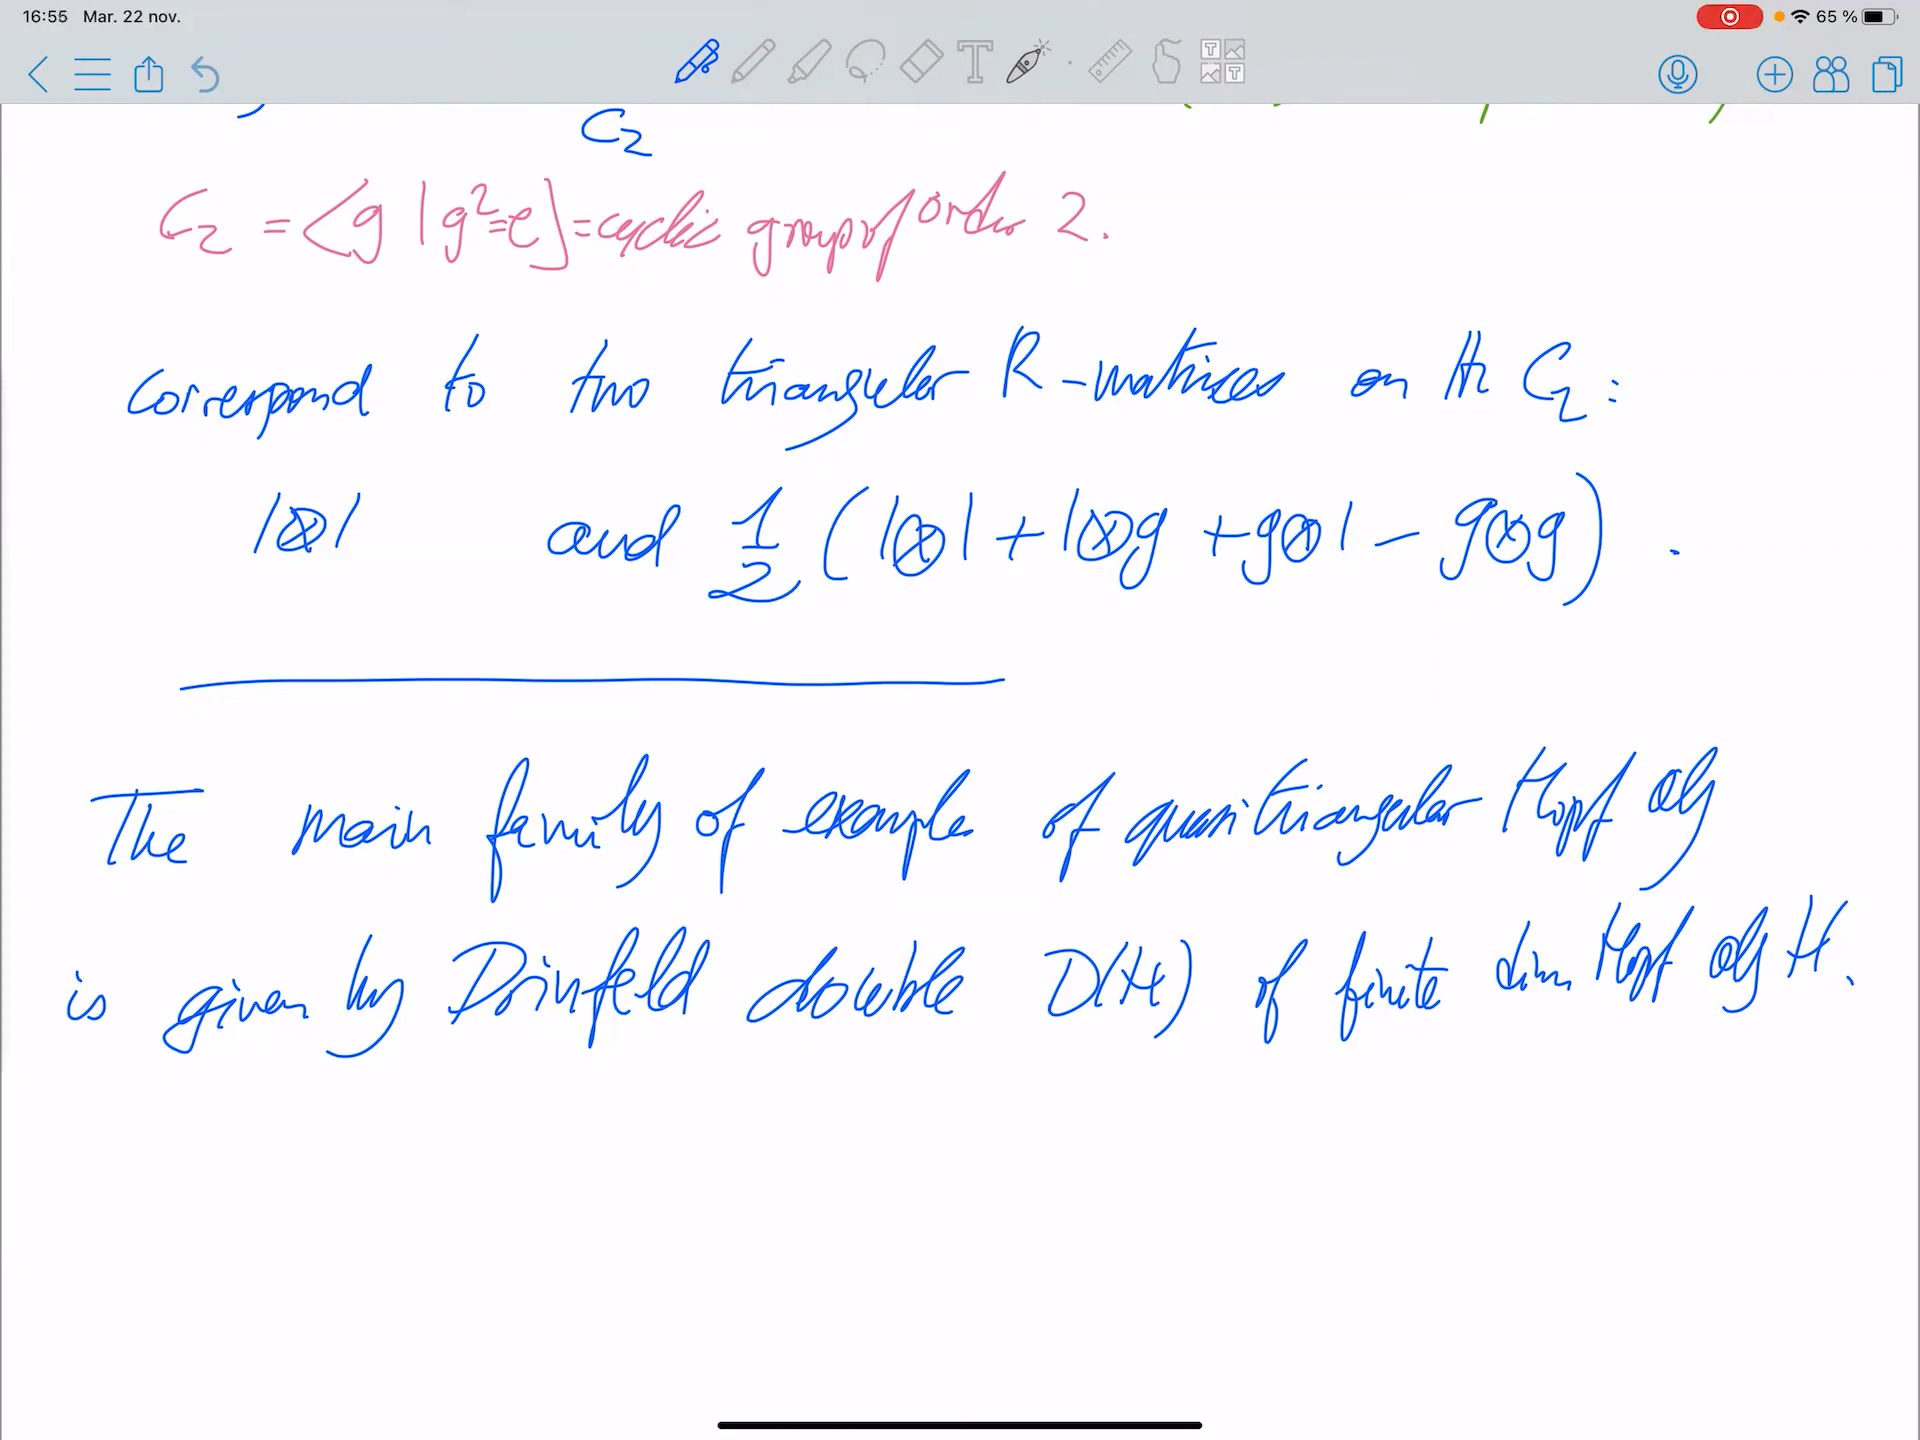 16:55 Mar. 22 nov. 65 %
C₂
C₂ = <g | g² = e] = cyclic group of order 2.
correspond to two triangular R-matrices on k C₂ :
1⊗1 and 1/2 (1⊗1 + 1⊗g + g⊗1 - g⊗g) .
The main family of example of quasitriangular Hopf alg
is given by Drinfeld double D(H) of finite dim Hopf alg H.